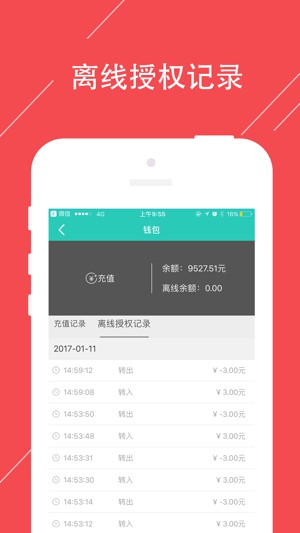 离线授权记录
微信 4G 上午9:55 16%
钱包
充值
余额：9527.51元
离线余额：0.00
充值记录 离线授权记录
2017-01-11
14:59:12 转出 ¥ -3.00元
14:59:08 转入 ¥ 3.00元
14:53:50 转出 ¥ -3.00元
14:53:48 转入 ¥ 3.00元
14:53:31 转出 ¥ -3.00元
14:53:30 转入 ¥ 3.00元
14:53:14 转出 ¥ -3.00元
14:53:12 转入 ¥ 3.00元